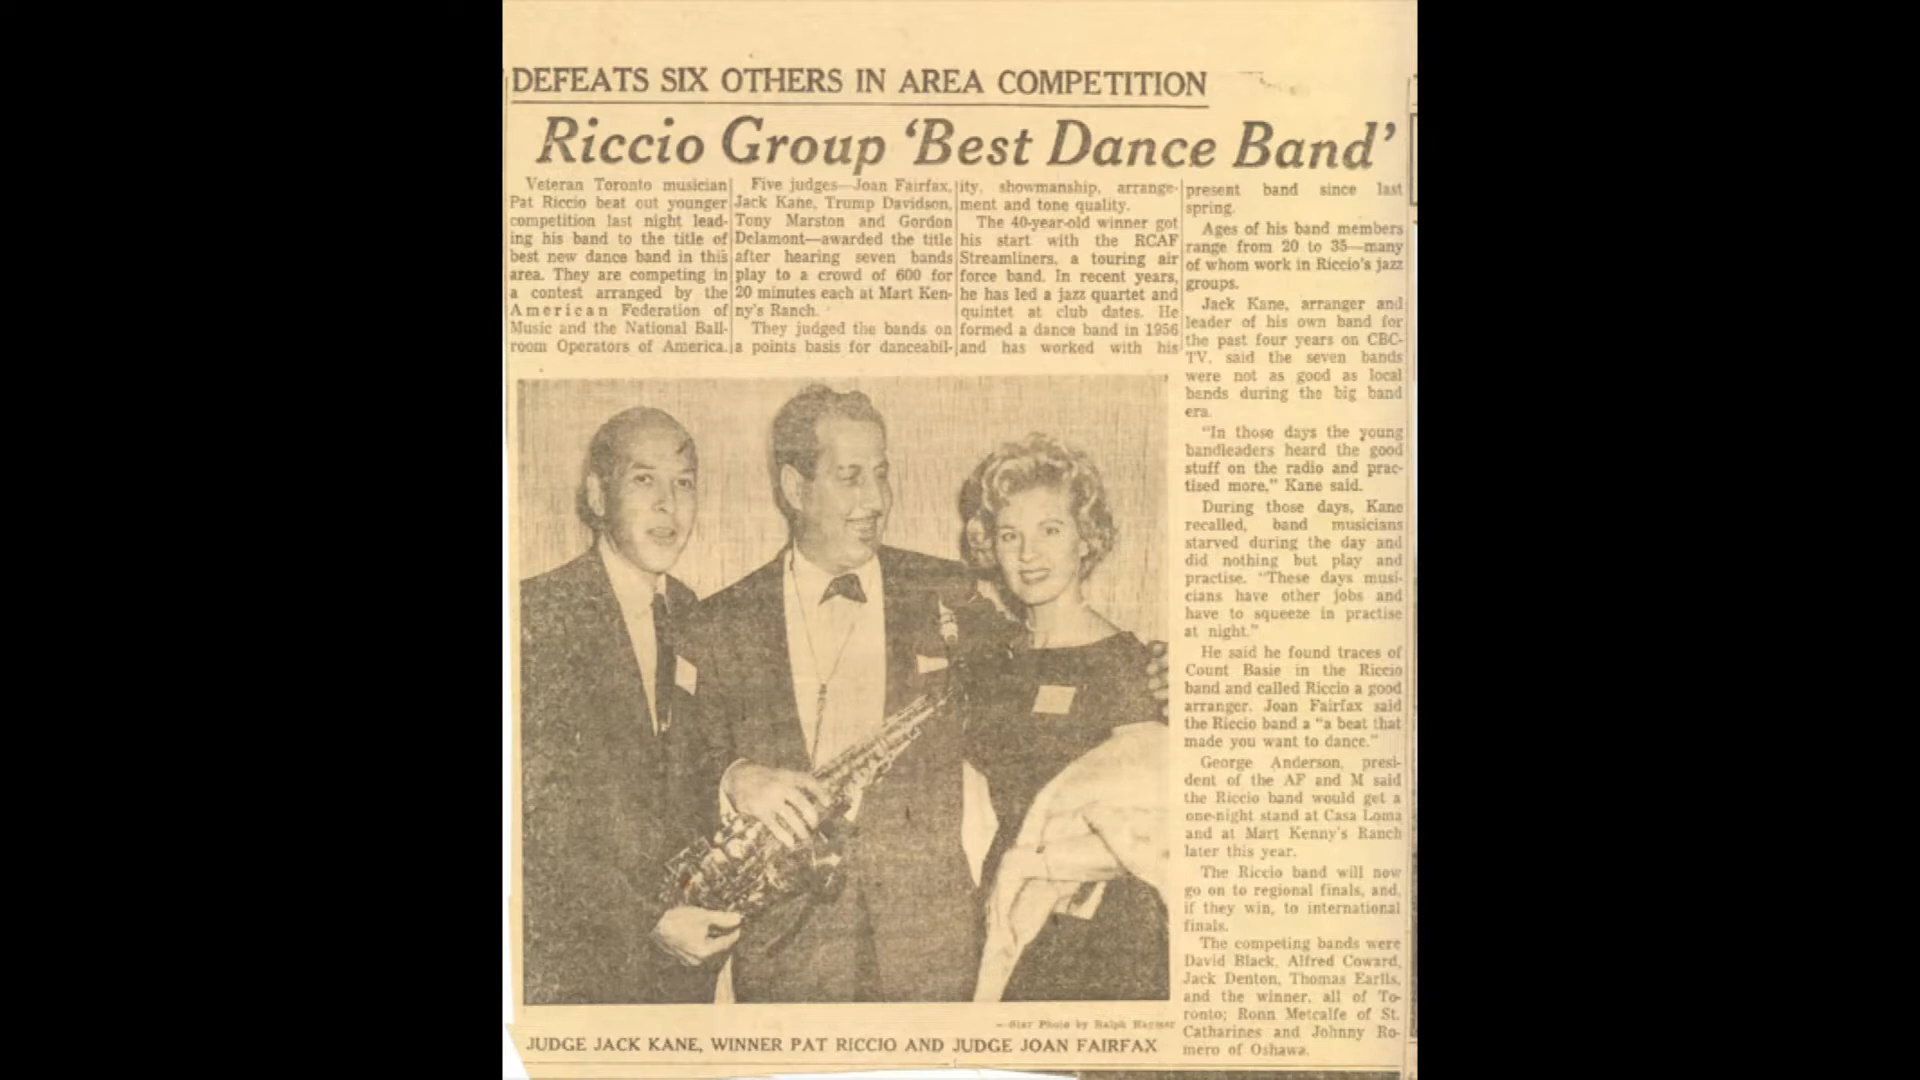 DEFEATS SIX OTHERS IN AREA COMPETITION
Riccio Group ‘Best Dance Band’
Veteran Toronto musician
Pat Riccio beat out younger
competition last night lead-
ing his band to the title of
best new dance band in this
area. They are competing in
a contest arranged by the
American Federation of
Music and the National Ball-
room Operators of America.
Five judges—Joan Fairfax,
Jack Kane, Trump Davidson,
Tony Marston and Gordon
Delamont—awarded the title
after hearing seven bands
play to a crowd of 600 for
20 minutes each at Mart Ken-
ny's Ranch.
They judged the bands on
a points basis for danceabil-
ity, showmanship, arrange-
ment and tone quality.
The 40-year-old winner got
his start with the RCAF
Streamliners, a touring air
force band. In recent years,
he has led a jazz quartet and
quintet at club dates. He
formed a dance band in 1956
and has worked with his
present band since last
spring.
Ages of his band members
range from 20 to 35—many
of whom work in Riccio's jazz
groups.
Jack Kane, arranger and
leader of his own band for
the past four years on CBC-
TV, said the seven bands
were not as good as local
bands during the big band
era.
“In those days the young
bandleaders heard the good
stuff on the radio and prac-
tised more,” Kane said.
During those days, Kane
recalled, band musicians
starved during the day and
did nothing but play and
practise. “These days musi-
cians have other jobs and
have to squeeze in practise
at night.”
He said he found traces of
Count Basie in the Riccio
band and called Riccio a good
arranger. Joan Fairfax said
the Riccio band a “a beat that
made you want to dance.”
George Anderson, presi-
dent of the AF and M said
the Riccio band would get a
one-night stand at Casa Loma
and at Mart Kenny's Ranch
later this year.
The Riccio band will now
go on to regional finals, and,
if they win, to international
finals.
The competing bands were
David Black, Alfred Coward,
Jack Denton, Thomas Earlls,
and the winner, all of To-
ronto; Ronn Metcalfe of St.
Catharines and Johnny Ro-
mero of Oshawa.
—Star Photo by Ralph
JUDGE JACK KANE, WINNER PAT RICCIO AND JUDGE JOAN FAIRFAX